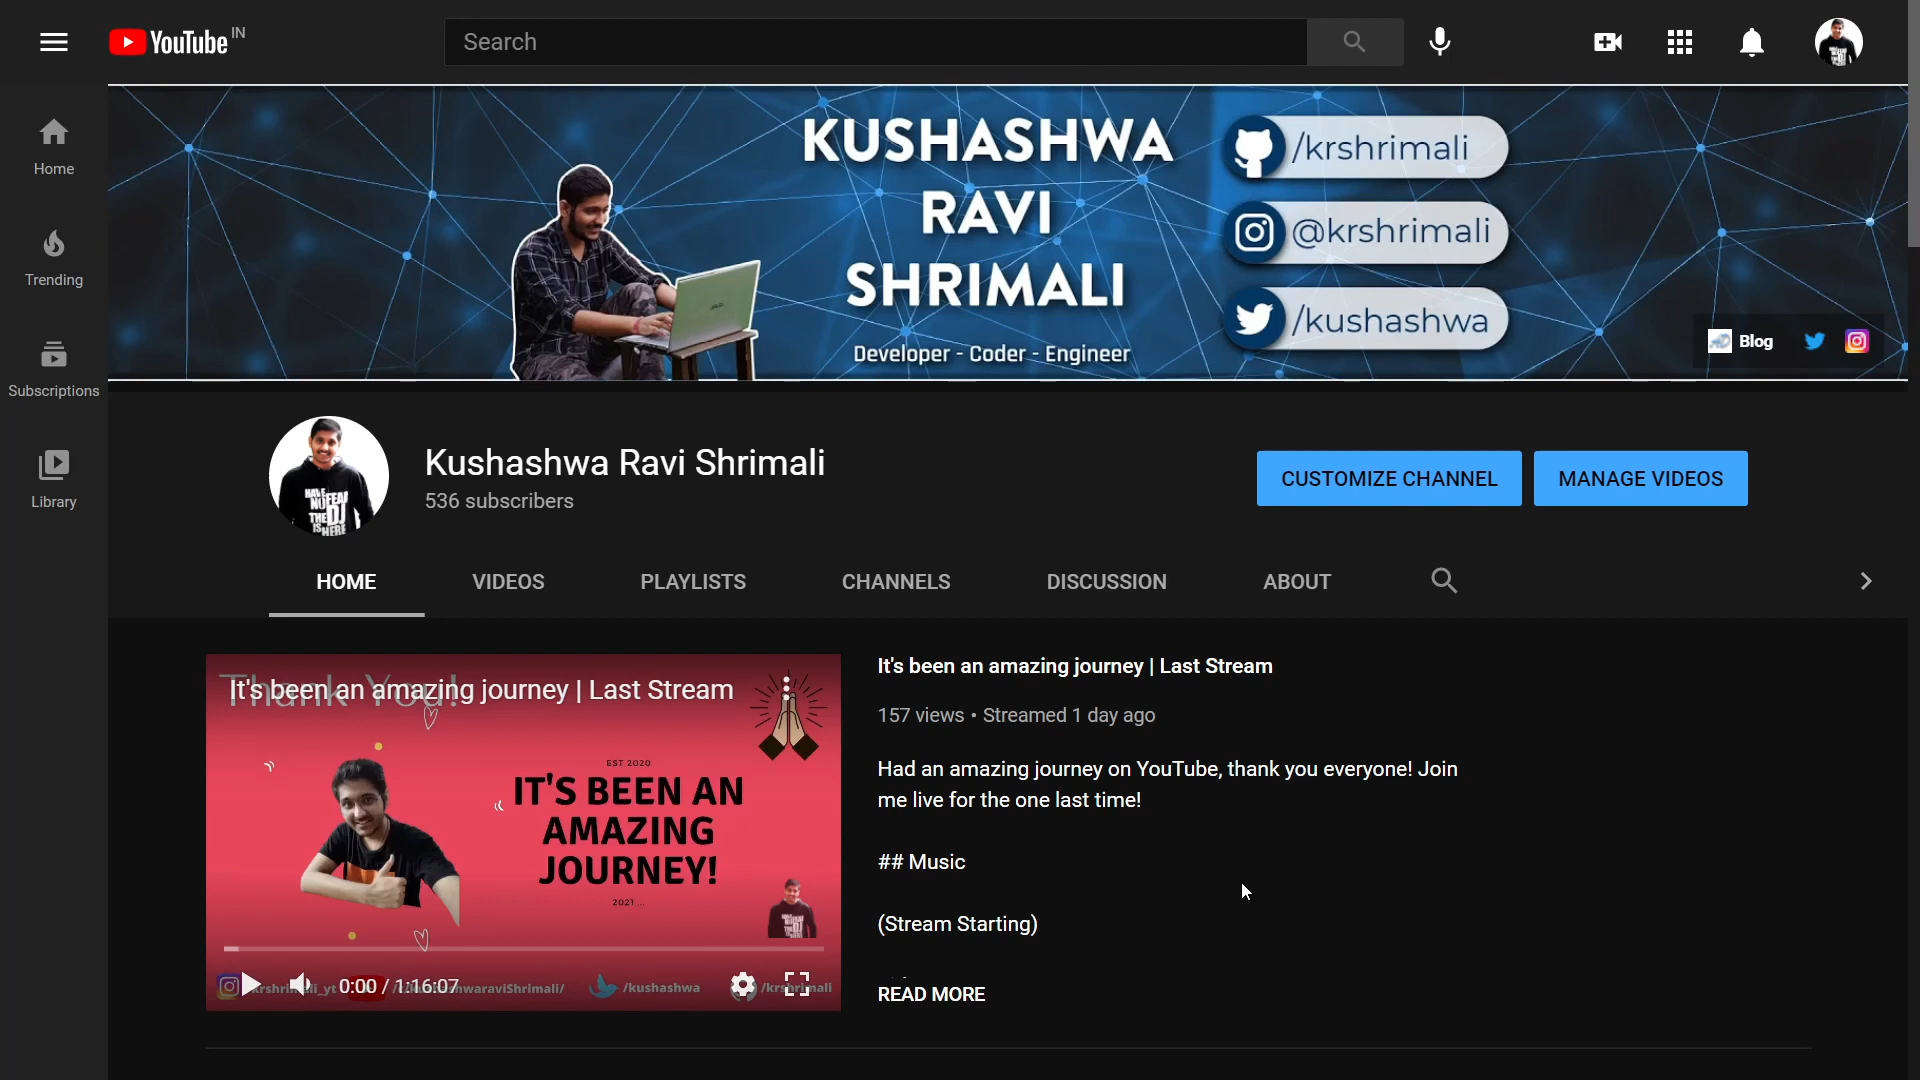 YouTube IN
Search
Home
Trending
Subscriptions
Library
KUSHASHWA
RAVI
SHRIMALI
Developer - Coder - Engineer
/krshrimali
@krshrimali
/kushashwa
Blog
Kushashwa Ravi Shrimali
536 subscribers
CUSTOMIZE CHANNEL
MANAGE VIDEOS
HOME VIDEOS PLAYLISTS CHANNELS DISCUSSION ABOUT
Thank You!
It's been an amazing journey | Last Stream
EST 2020
IT'S BEEN AN
AMAZING
JOURNEY!
2021 ...
0:00 / 1:16:07
/kushashwa
/krshrimali
It's been an amazing journey | Last Stream
157 views • Streamed 1 day ago
Had an amazing journey on YouTube, thank you everyone! Join
me live for the one last time!
## Music
(Stream Starting)
READ MORE